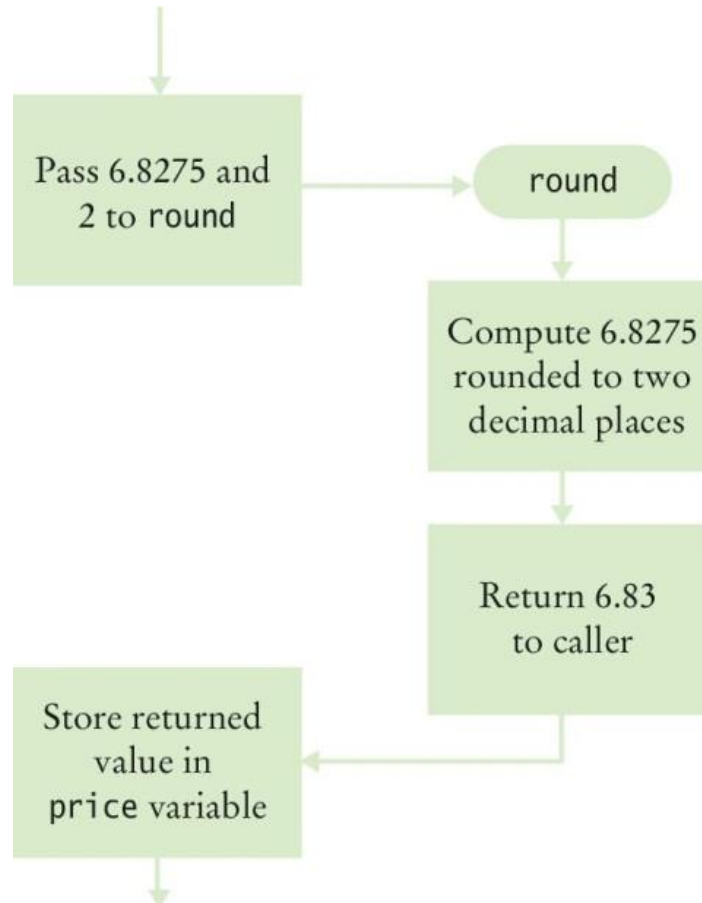 Pass 6.8275 and
2 to round
round
Compute 6.8275
rounded to two
decimal places
Return 6.83
to caller
Store returned
value in
price variable